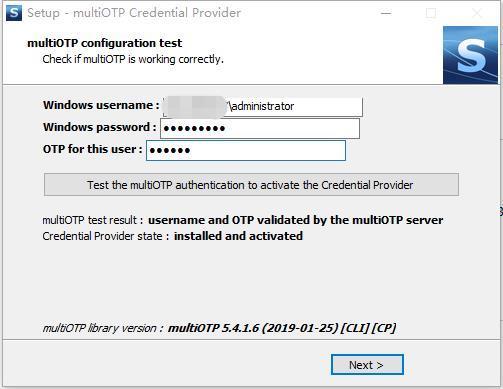 Setup - multiOTP Credential Provider
multiOTP configuration test
Check if multiOTP is working correctly.
S
Windows username : \administrator
Windows password : ●●●●●●●●●
OTP for this user : ●●●●●●
Test the multiOTP authentication to activate the Credential Provider
multiOTP test result : username and OTP validated by the multiOTP server
Credential Provider state : installed and activated
multiOTP library version : multiOTP 5.4.1.6 (2019-01-25) [CLI] [CP]
Next >